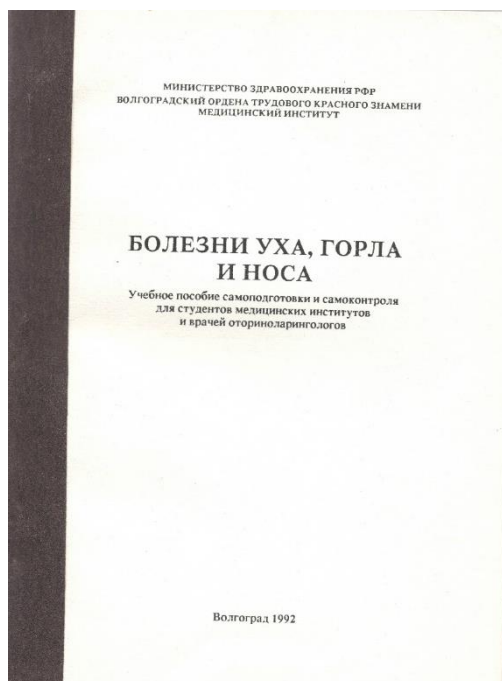 МИНИСТЕРСТВО ЗДРАВООХРАНЕНИЯ РФР
ВОЛГОГРАДСКИЙ ОРДЕНА ТРУДОВОГО КРАСНОГО ЗНАМЕНИ
МЕДИЦИНСКИЙ ИНСТИТУТ
БОЛЕЗНИ УХА, ГОРЛА
И НОСА
Учебное пособие самоподготовки и самоконтроля
для студентов медицинских институтов
и врачей оториноларингологов
Волгоград 1992